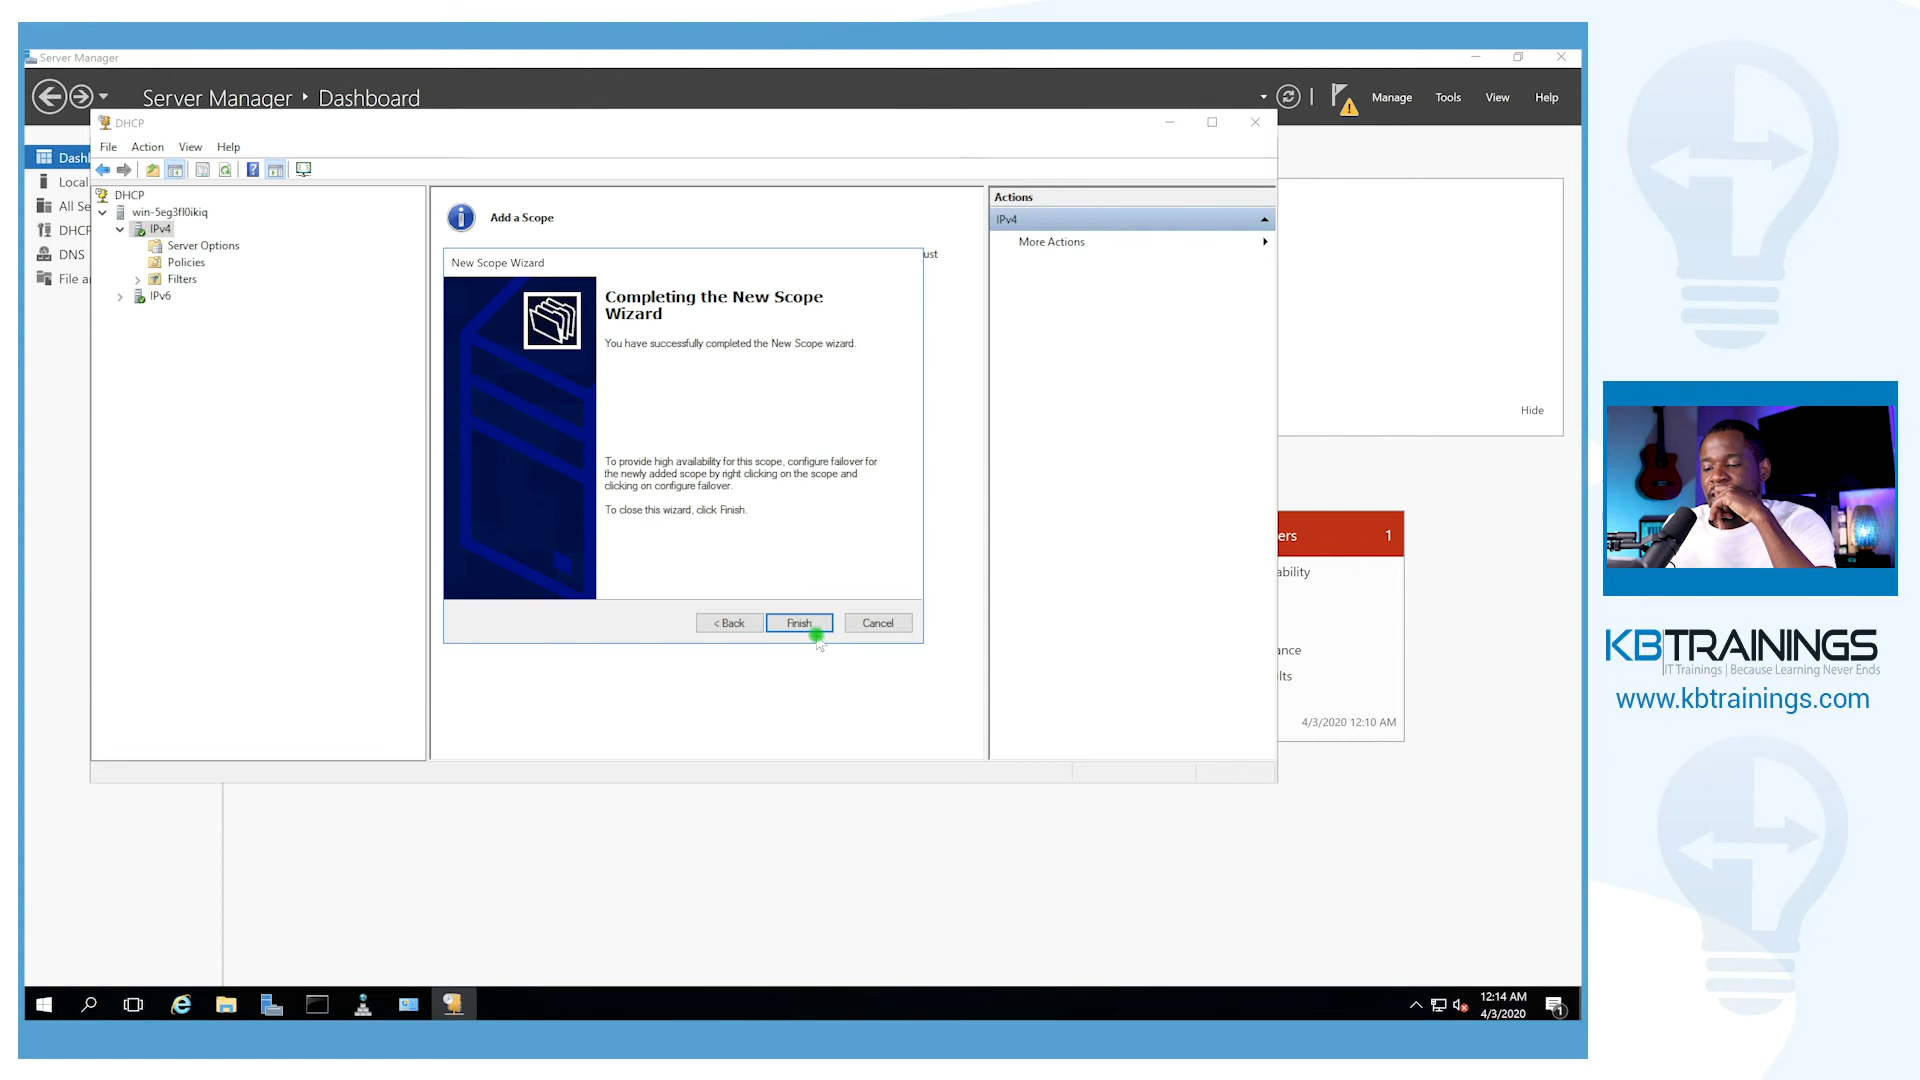 Server Manager
Server Manager • Dashboard
Manage
Tools
View
Help
DHCP
File
Action
View
Help
Dashl
Local
All Se
DHCP
DNS
File a
DHCP
win-5eg3fl0ikiq
IPv4
Server Options
Policies
Filters
IPv6
Add a Scope
ust
New Scope Wizard
Completing the New Scope
Wizard
You have successfully completed the New Scope wizard.
To provide high availability for this scope, configure failover for
the newly added scope by right clicking on the scope and
clicking on configure failover.
To close this wizard, click Finish.
< Back
Finish
Cancel
Actions
IPv4
More Actions
Hide
ers
1
ability
ance
lts
4/3/2020 12:10 AM
12:14 AM
4/3/2020
1
KBTRAININGS
IT Trainings | Because Learning Never Ends
www.kbtrainings.com